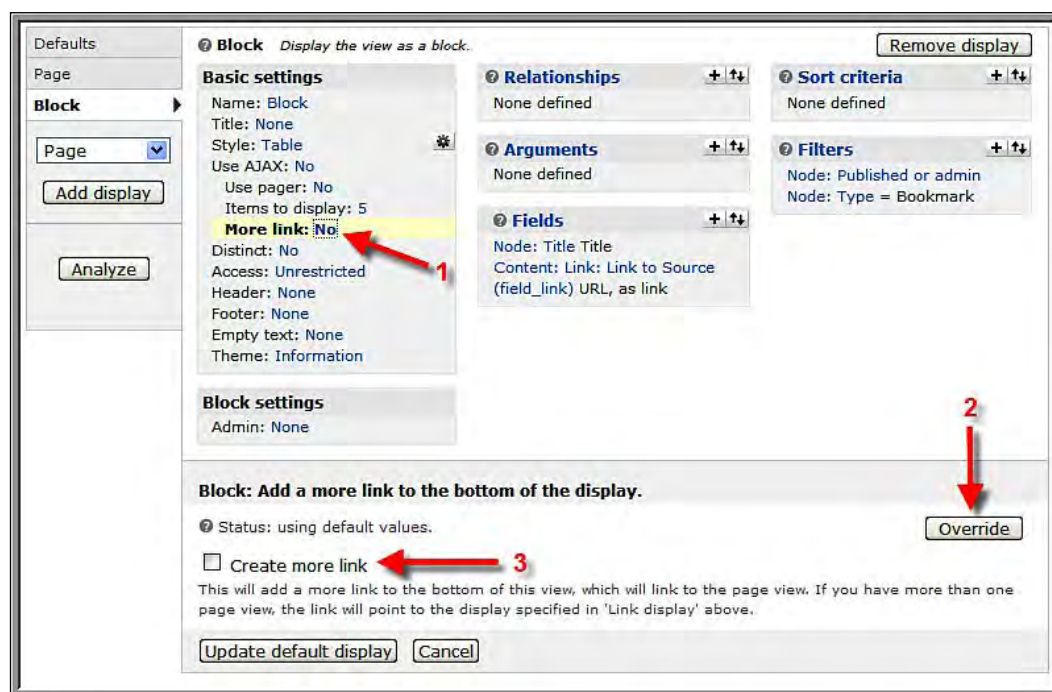 Defaults
Page
Block
Page
Add display
Analyze
Block Display the view as a block.
Remove display
Basic settings
Name: Block
Title: None
Style: Table
Use AJAX: No
Use pager: No
Items to display: 5
More link: No
Distinct: No
Access: Unrestricted
Header: None
Footer: None
Empty text: None
Theme: Information
Block settings
Admin: None
Relationships
None defined
Arguments
None defined
Fields
Node: Title Title
Content: Link: Link to Source
(field_link) URL, as link
Sort criteria
None defined
Filters
Node: Published or admin
Node: Type = Bookmark
1
2
Block: Add a more link to the bottom of the display.
Status: using default values.
Override
Create more link
3
This will add a more link to the bottom of this view, which will link to the page view. If you have more than one
page view, the link will point to the display specified in 'Link display' above.
Update default display Cancel